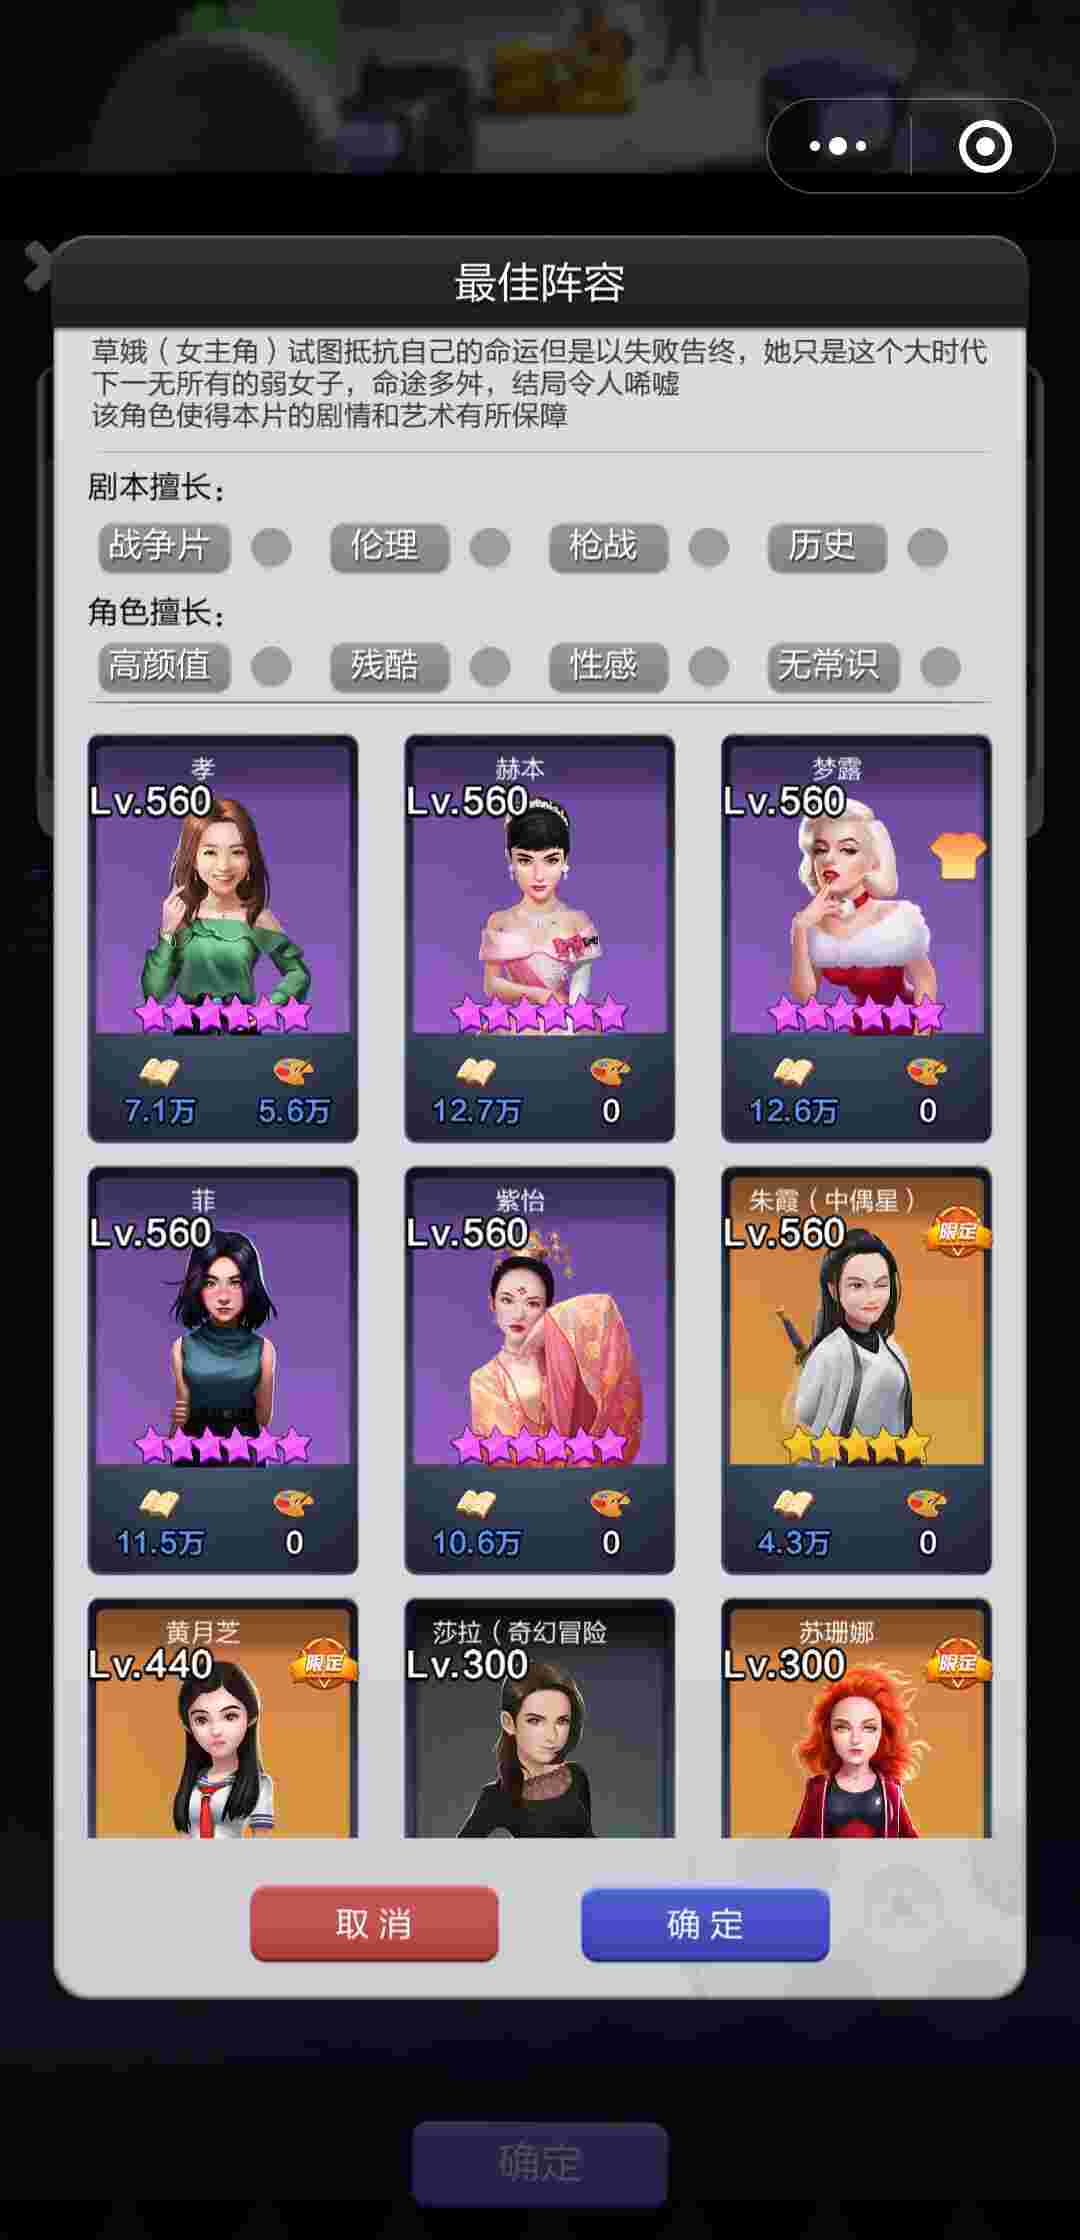 最佳阵容
草娥（女主角）试图抵抗自己的命运但是以失败告终，她只是这个大时代
下一无所有的弱女子，命途多舛，结局令人唏嘘
该角色使得本片的剧情和艺术有所保障
剧本擅长：
战争片 伦理 枪战 历史
角色擅长：
高颜值 残酷 性感 无常识
孝 赫本 梦露
Lv.560 Lv.560 Lv.560
7.1万 5.6万 12.7万 0 12.6万 0
菲 紫怡 朱霞（中偶星）
Lv.560 Lv.560 Lv.560 限定
11.5万 0 10.6万 0 4.3万 0
黄月芝 莎拉（奇幻冒险 苏珊娜
Lv.440 限定 Lv.300 Lv.300 限定
取消 确定
确定